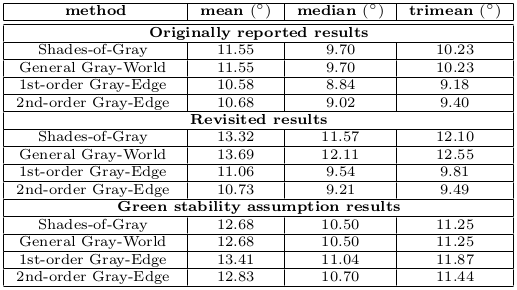 method mean (°) median (°) trimean (°)
Originally reported results
Shades-of-Gray 11.55 9.70 10.23
General Gray-World 11.55 9.70 10.23
1st-order Gray-Edge 10.58 8.84 9.18
2nd-order Gray-Edge 10.68 9.02 9.40
Revisited results
Shades-of-Gray 13.32 11.57 12.10
General Gray-World 13.69 12.11 12.55
1st-order Gray-Edge 11.06 9.54 9.81
2nd-order Gray-Edge 10.73 9.21 9.49
Green stability assumption results
Shades-of-Gray 12.68 10.50 11.25
General Gray-World 12.68 10.50 11.25
1st-order Gray-Edge 13.41 11.04 11.87
2nd-order Gray-Edge 12.83 10.70 11.44